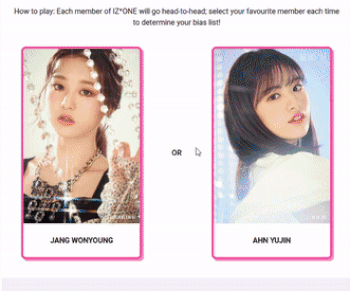 How to play: Each member of IZ*ONE will go head-to-head; select your favourite member each time
to determine your bias list!
OR
JANG WONYOUNG
AHN YUJIN